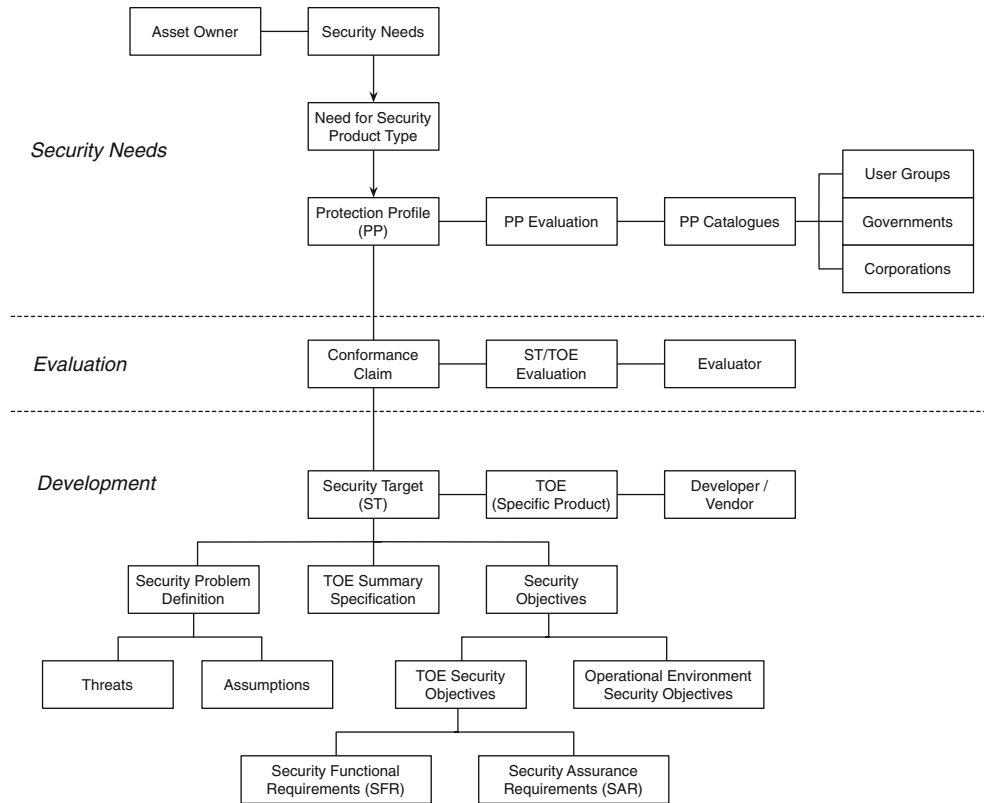 Asset Owner
Security Needs
Need for Security
Product Type
Security Needs
User Groups
Protection Profile
(PP)
PP Evaluation
PP Catalogues
Governments
Corporations
Evaluation
Conformance
Claim
ST/TOE
Evaluation
Evaluator
Development
Security Target
(ST)
TOE
(Specific Product)
Developer /
Vendor
Security Problem
Definition
TOE Summary
Specification
Security
Objectives
Threats
Assumptions
TOE Security
Objectives
Operational Environment
Security Objectives
Security Functional
Requirements (SFR)
Security Assurance
Requirements (SAR)